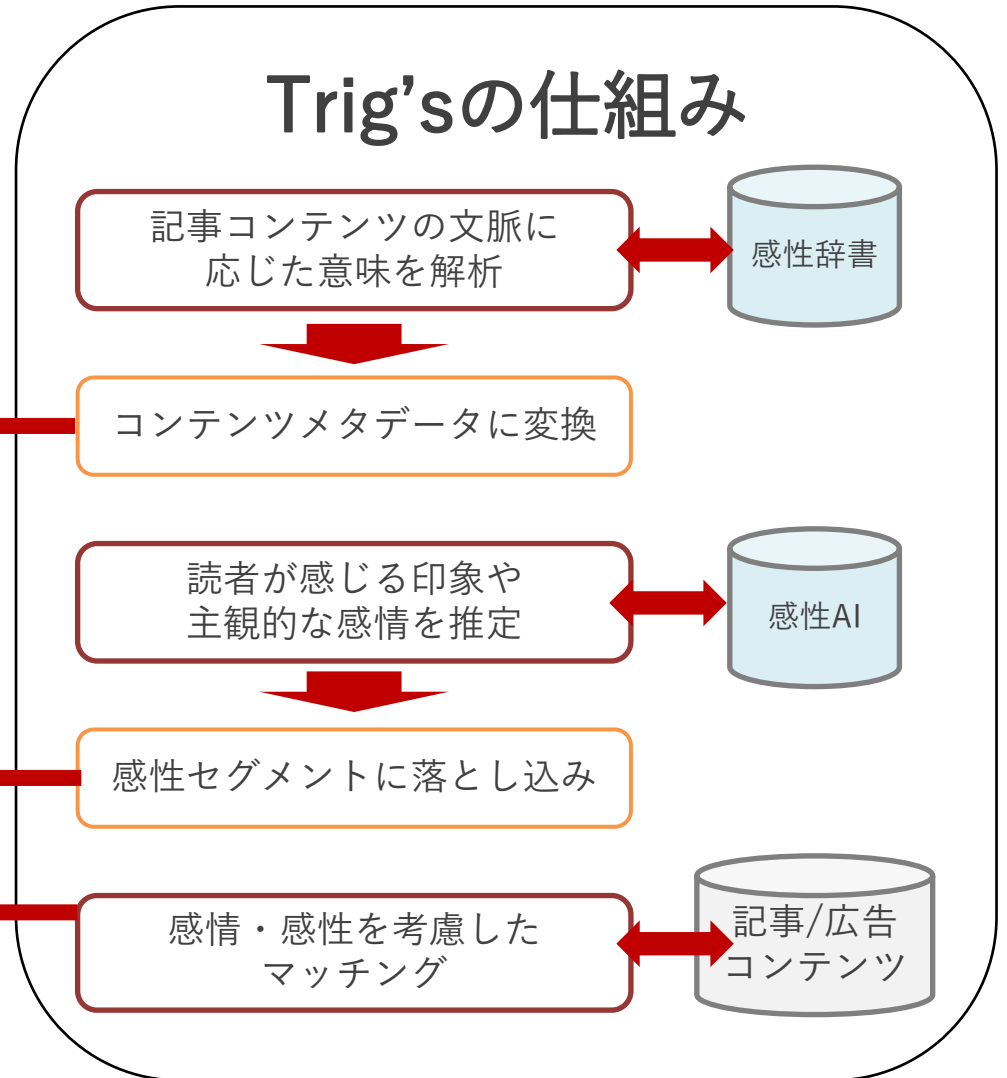 Trig’sの仕組み
記事コンテンツの文脈に
応じた意味を解析
感性辞書
コンテンツメタデータに変換
読者が感じる印象や
主観的な感情を推定
感性AI
感性セグメントに落とし込み
感情・感性を考慮した
マッチング
記事/広告
コンテンツ